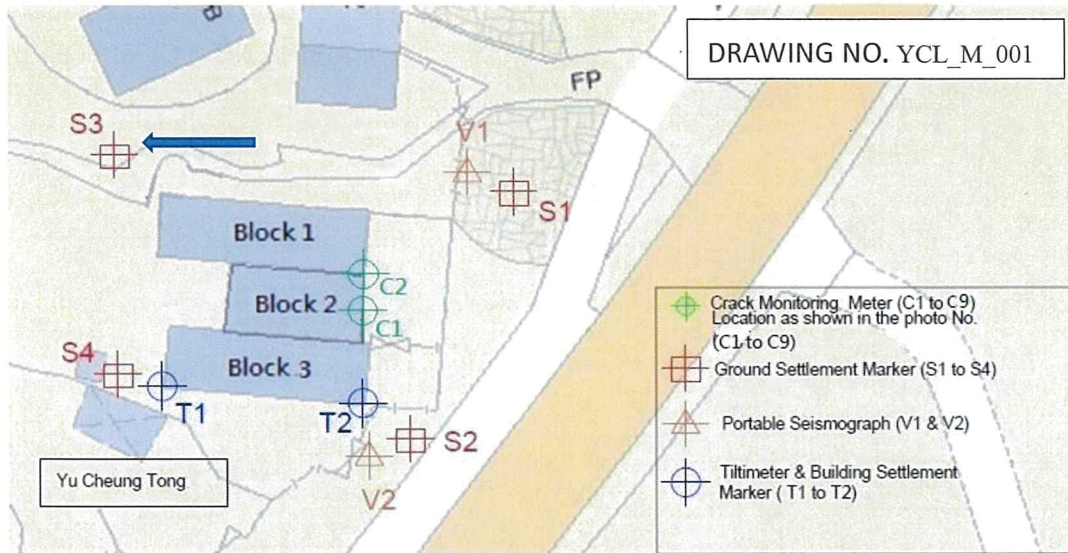 DRAWING NO. YCL_M_001
B
Fp
S3
V1
S1
Block 1
C2
Block 2
C1
S4
Block 3
T1
T2
S2
V2
Yu Cheung Tong
Crack Monitoring Meter (C1 to C9)
Location as shown in the photo No.
(C1 to C9)
Ground Settlement Marker (S1 to S4)
Portable Seismograph (V1 & V2)
Tiltimeter & Building Settlement
Marker ( T1 to T2)